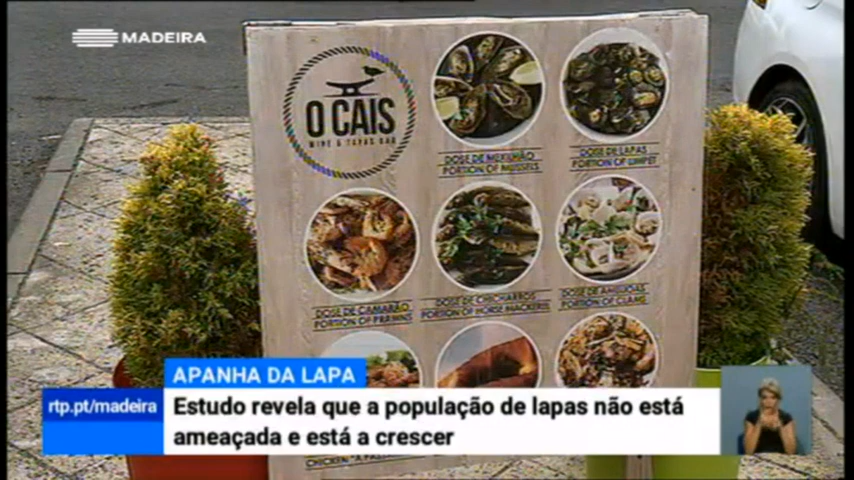 MADEIRA
O CAIS
WINE & TAPAS BAR
DOSE DE MEXILHÃO
PORTION OF MUSSELS
DOSE DE LAPAS
PORTION OF LIMPET
DOSE DE CAMARÃO
PORTION OF PRAWNS
DOSE DE CHICHARROS
PORTION OF HORSE MACKEREL
DOSE DE AMEIJOAS
PORTION OF CLAMS
APANHA DA LAPA
rtp.pt/madeira
Estudo revela que a população de lapas não está
ameaçada e está a crescer
CHICKEN